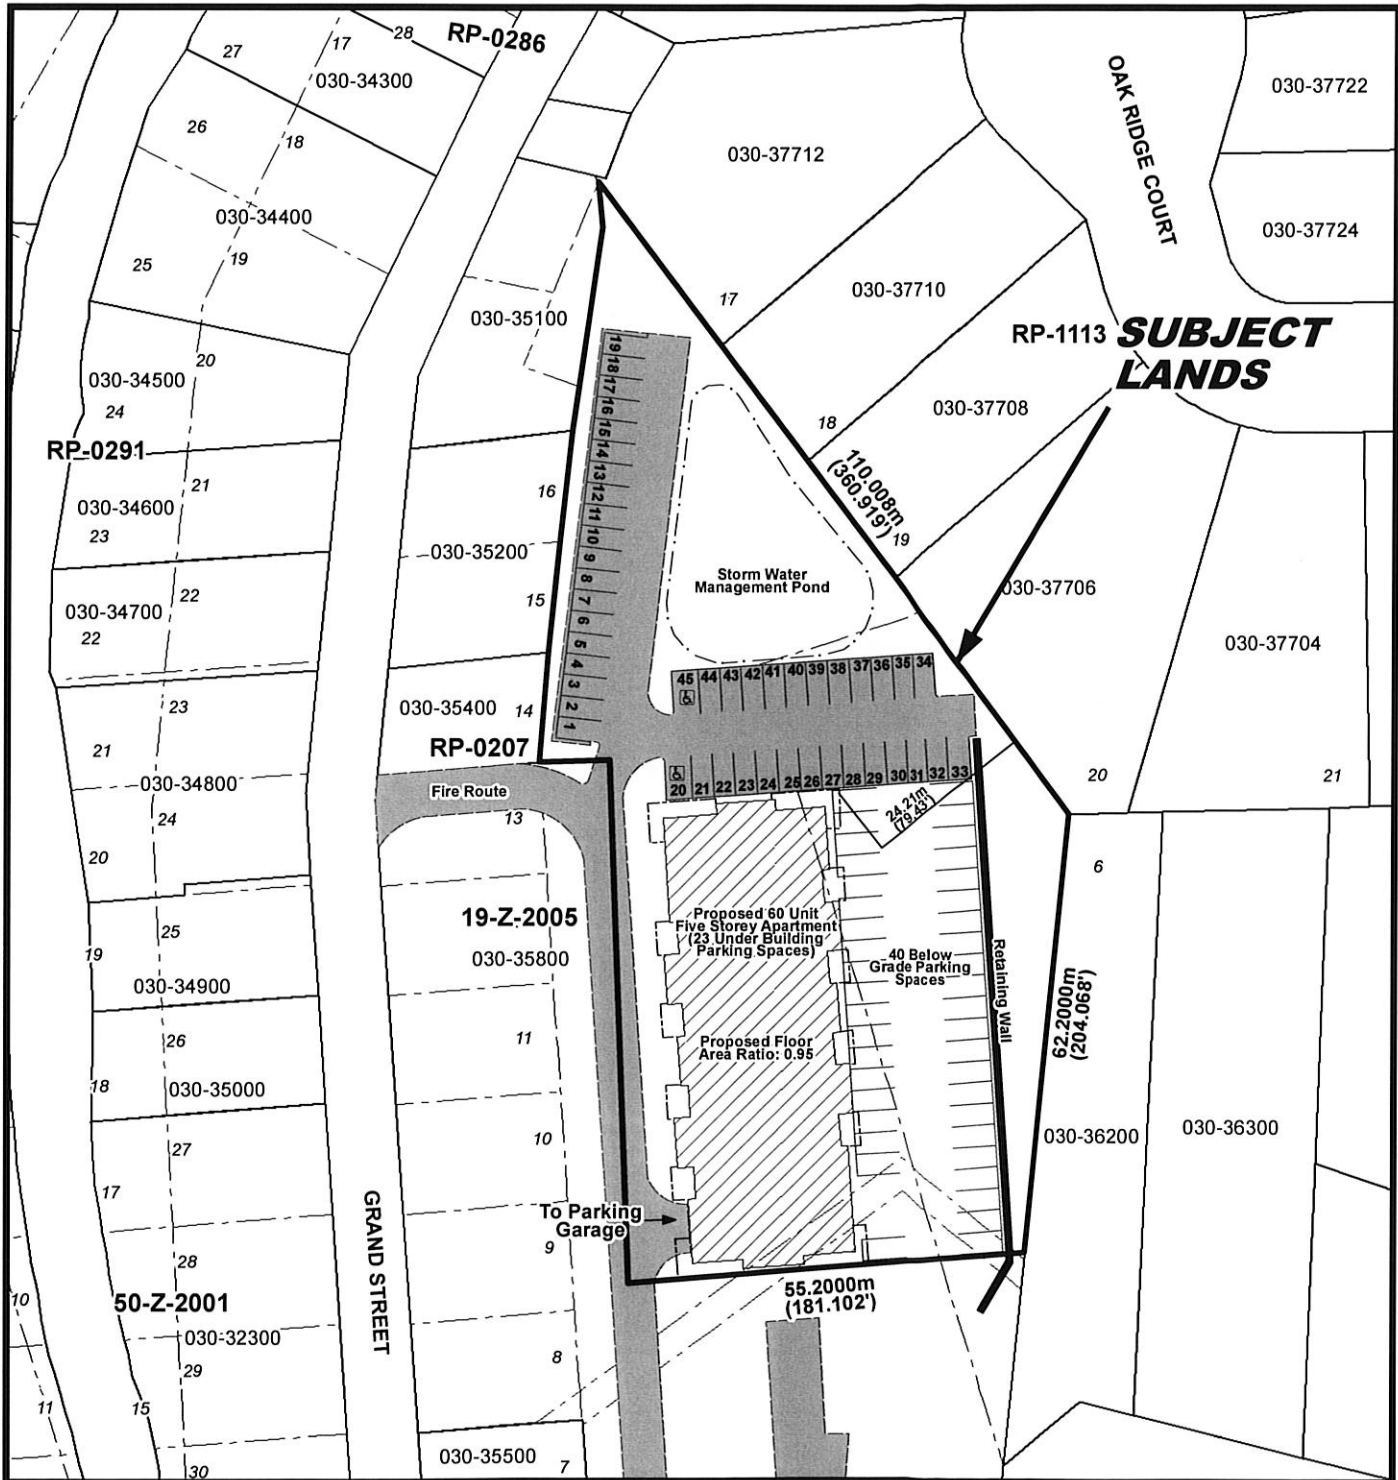 RP-0286
27
17
28
030-34300
26
18
030-34400
25
19
OAK RIDGE COURT
030-37722
030-37712
030-37724
030-37710
17
030-35100
RP-1113
SUBJECT
LANDS
20
030-34500
24
RP-0291
21
030-34600
23
22
030-34700
22
16
030-35200
15
18
030-37708
110.008m
(360.919')
19
030-37706
030-37704
19
18
17
16
15
14
13
12
11
10
9
8
7
6
5
4
3
2
1
Storm Water
Management Pond
45 44 43 42 41 40 39 38 37 36 35 34
23
030-35400 14
RP-0207
21
030-34800
24
20
Fire Route
13
20 21 22 23 24 25 26 27 28 29 30 31 32 33
24.21m
(79.43')
20
21
6
19-Z-2005
030-35800
25
19
030-34900
26
18
030-35000
11
10
27
17
Proposed 60 Unit
Five Storey Apartment
(23 Under Building
Parking Spaces)
40 Below
Grade Parking
Spaces
Retaining Wall
62.2000m
(204.068')
Proposed Floor
Area Ratio: 0.95
030-36200
030-36300
GRAND STREET
To Parking
Garage
9
28
10
50-Z-2001
030-32300
29
55.2000m
(181.102')
8
11
15
030-35500
7
30